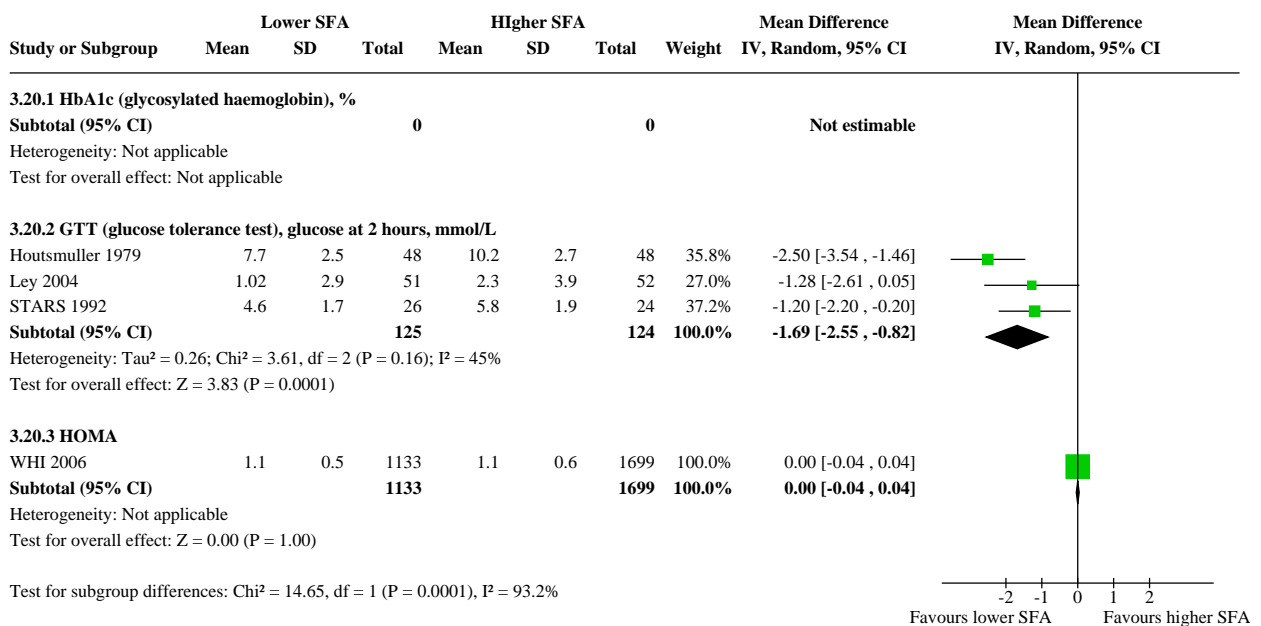 Lower SFA HIgher SFA Mean Difference Mean Difference
Study or Subgroup Mean SD Total Mean SD Total Weight IV, Random, 95% CI IV, Random, 95% CI
3.20.1 HbA1c (glycosylated haemoglobin), %
Subtotal (95% CI) 0 0 Not estimable
Heterogeneity: Not applicable
Test for overall effect: Not applicable
3.20.2 GTT (glucose tolerance test), glucose at 2 hours, mmol/L
Houtsmuller 1979 7.7 2.5 48 10.2 2.7 48 35.8% -2.50 [-3.54 , -1.46]
Ley 2004 1.02 2.9 51 2.3 3.9 52 27.0% -1.28 [-2.61 , 0.05]
STARS 1992 4.6 1.7 26 5.8 1.9 24 37.2% -1.20 [-2.20 , -0.20]
Subtotal (95% CI) 125 124 100.0% -1.69 [-2.55 , -0.82]
Heterogeneity: Tau² = 0.26; Chi² = 3.61, df = 2 (P = 0.16); I² = 45%
Test for overall effect: Z = 3.83 (P = 0.0001)
3.20.3 HOMA
WHI 2006 1.1 0.5 1133 1.1 0.6 1699 100.0% 0.00 [-0.04 , 0.04]
Subtotal (95% CI) 1133 1699 100.0% 0.00 [-0.04 , 0.04]
Heterogeneity: Not applicable
Test for overall effect: Z = 0.00 (P = 1.00)
Test for subgroup differences: Chi² = 14.65, df = 1 (P = 0.0001), I² = 93.2%
-2 -1 0 1 2
Favours lower SFA Favours higher SFA